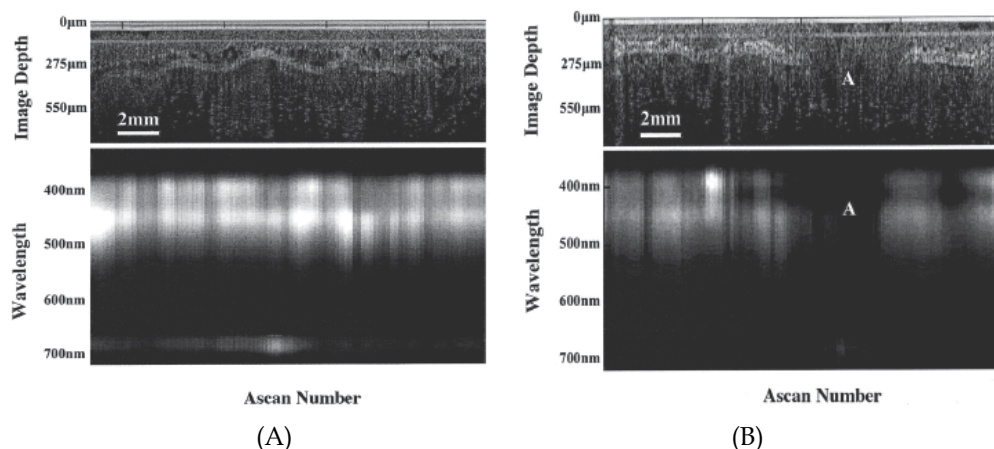 0µm
275µm
550µm
Image Depth
2mm
400nm
500nm
600nm
700nm
Wavelength
Ascan Number
(A)
0µm
275µm
550µm
Image Depth
A
2mm
400nm
500nm
600nm
700nm
Wavelength
A
Ascan Number
(B)